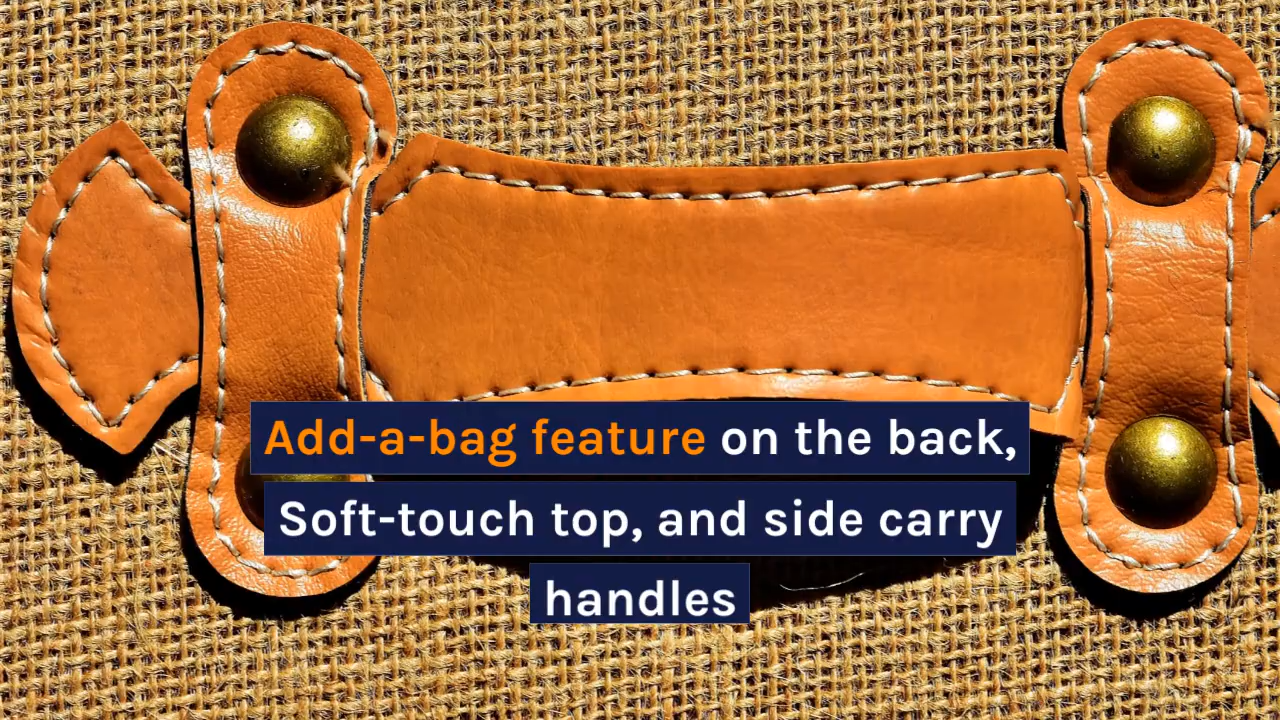 Add-a-bag feature on the back,
Soft-touch top, and side carry
handles